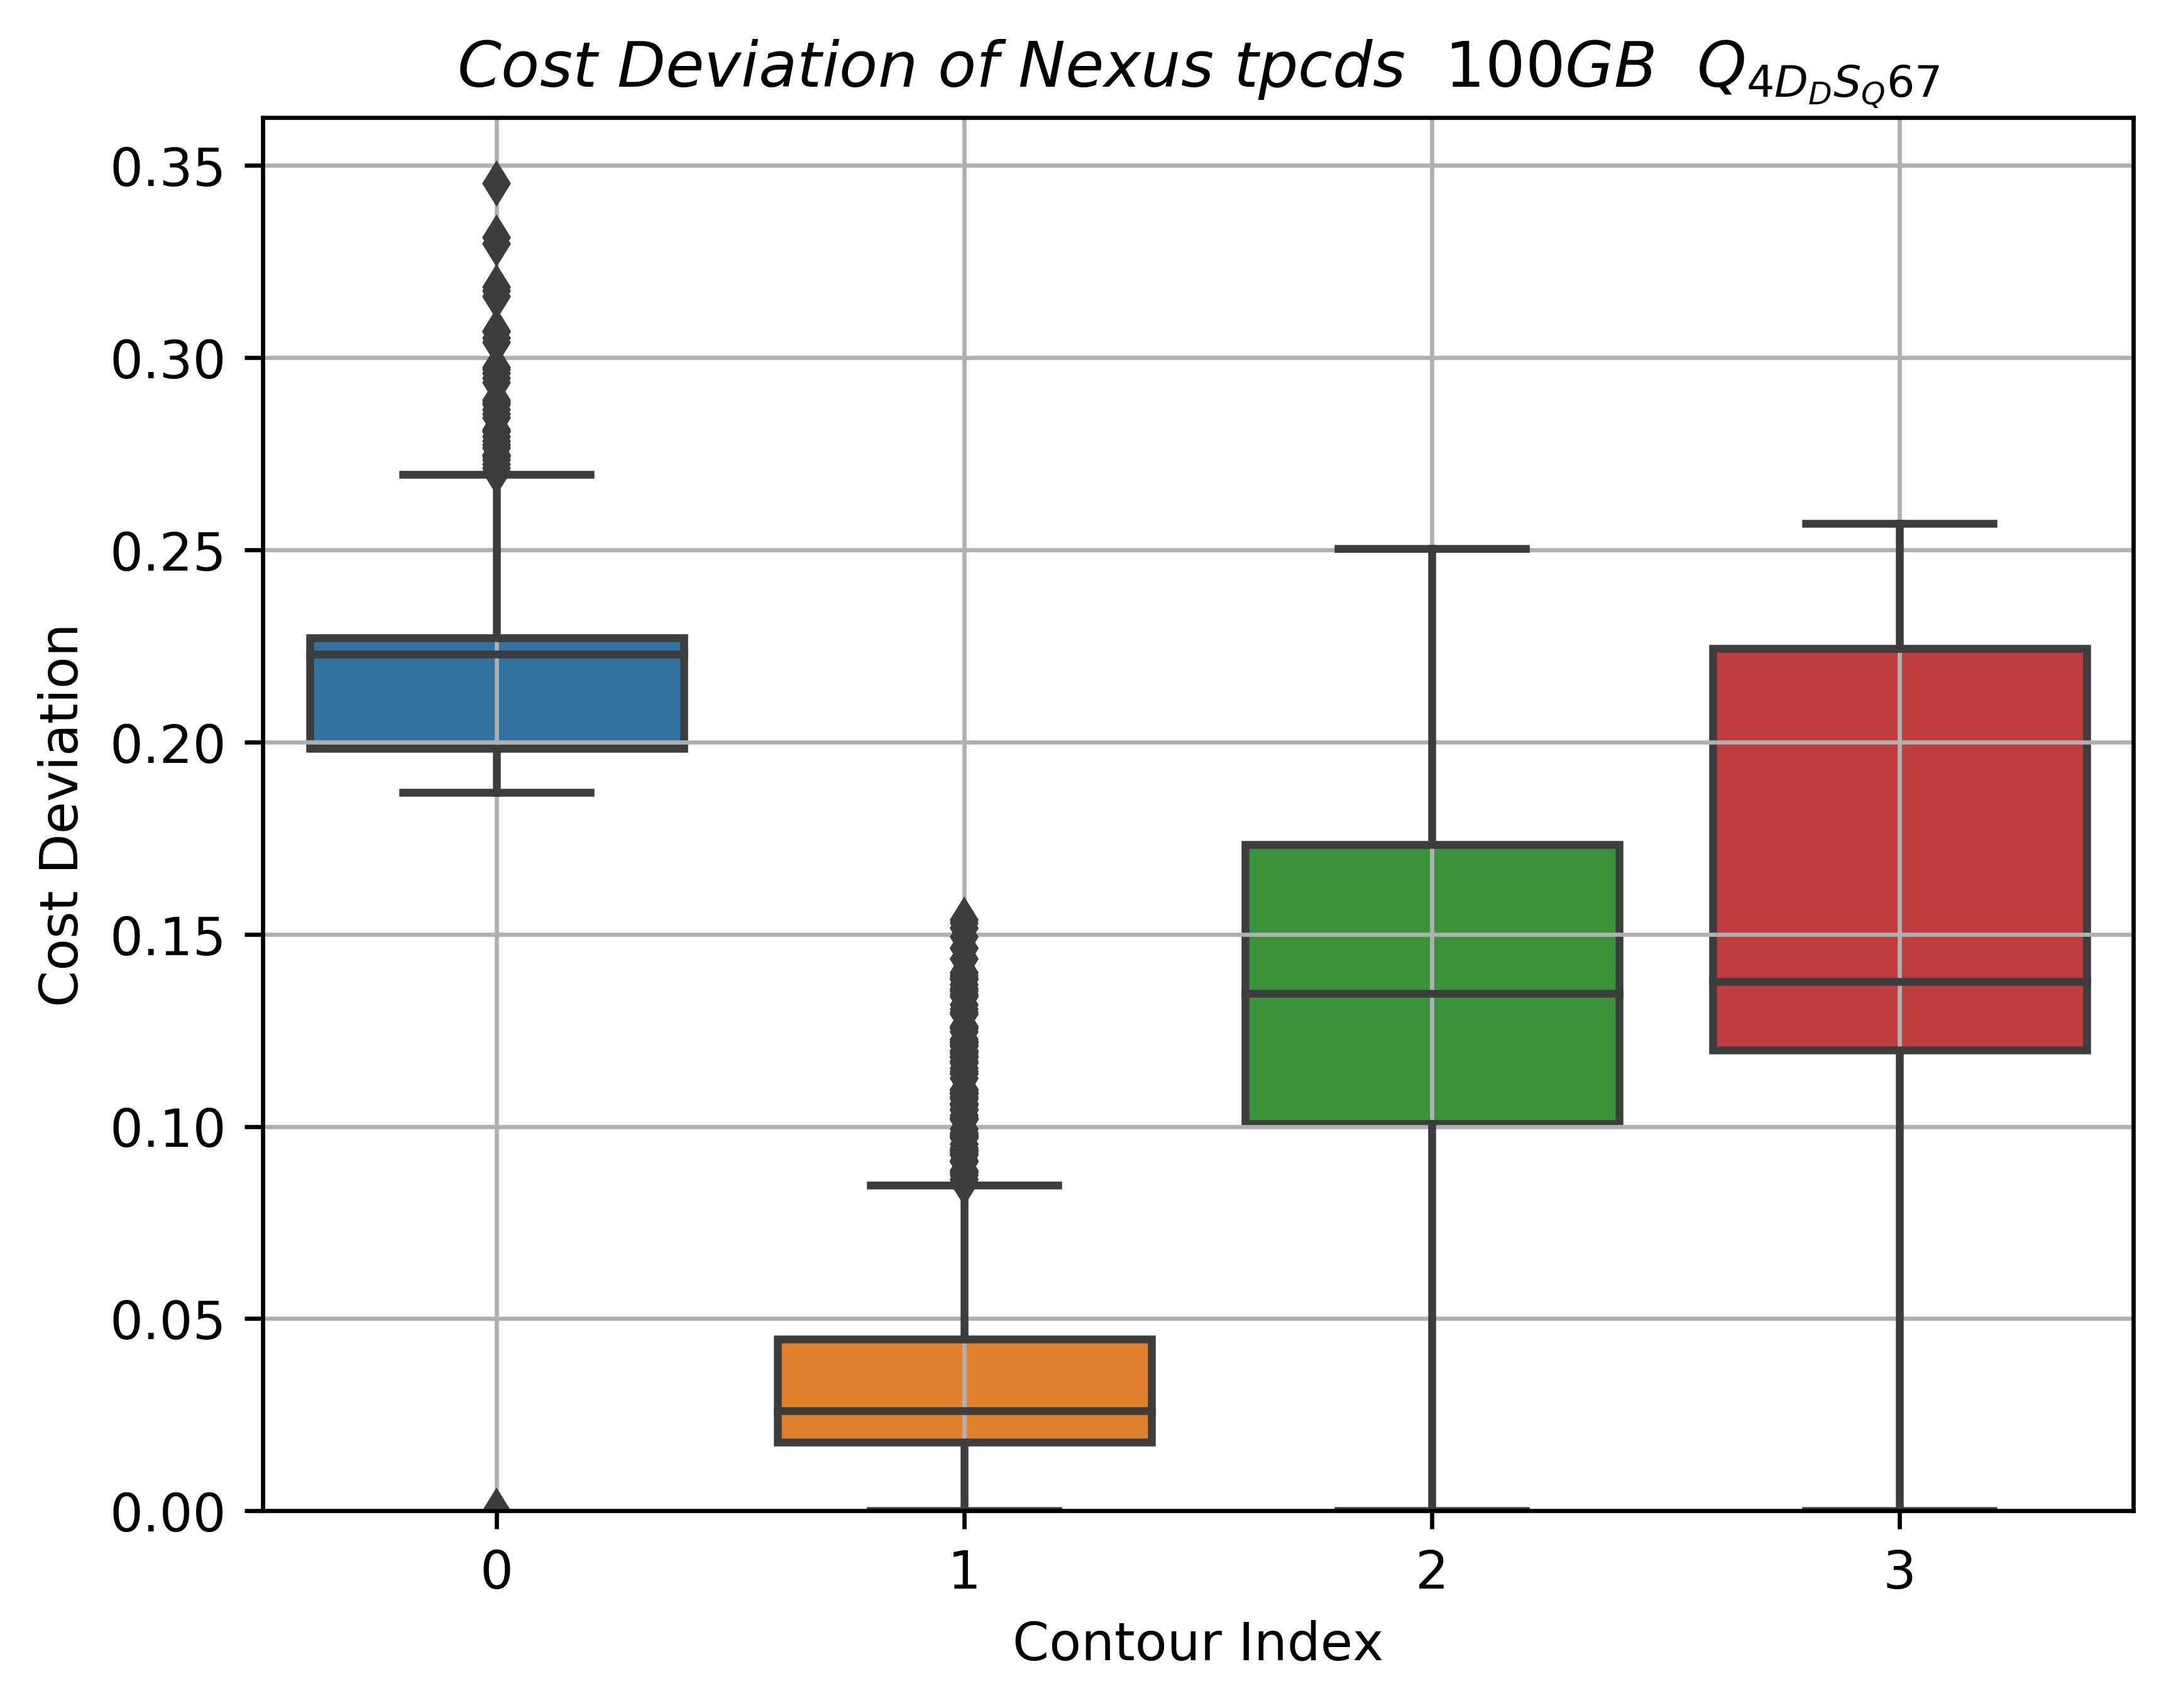 Cost Deviation of Nexus tpcds 100GB Q4DDSQ67
0.35
0.30
0.25
0.20
0.15
0.10
0.05
0.00
Cost Deviation
0 1 2 3
Contour Index